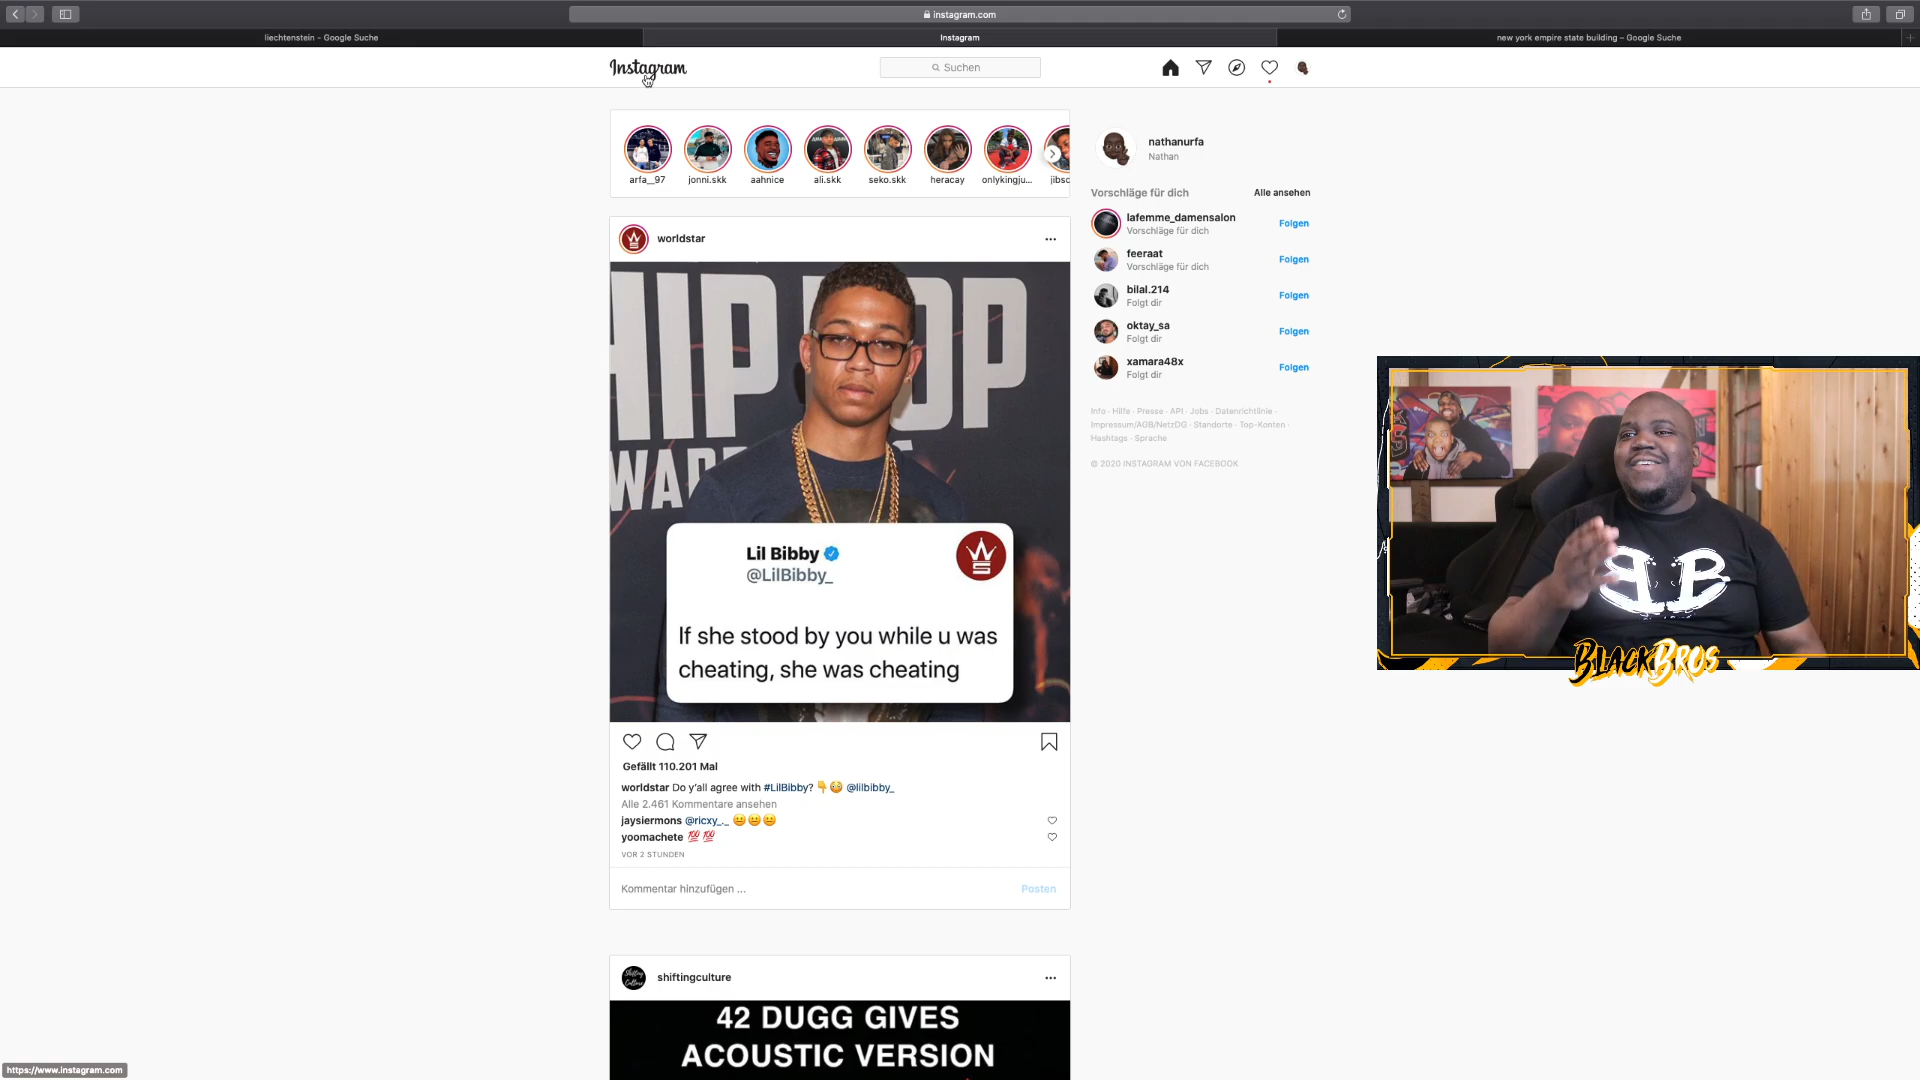 instagram.com
liechtenstein – Google Suche
Instagram
new york empire state building – Google Suche
Instagram
Suchen
arfa__97
jonni.skk
aahnice
ali.skk
seko.skk
heracay
onlykingju...
jibsc
nathanurfa
Nathan
Vorschläge für dich
Alle ansehen
lafemme_damensalon
Vorschläge für dich
Folgen
feeraat
Vorschläge für dich
Folgen
bilal.214
Folgt dir
Folgen
oktay_sa
Folgt dir
Folgen
xamara48x
Folgt dir
Folgen
Info · Hilfe · Presse · API · Jobs · Datenrichtlinie ·
Impressum/AGB/NetzDG · Standorte · Top-Konten ·
Hashtags · Sprache
© 2020 INSTAGRAM VON FACEBOOK
worldstar
HIP HOP
Lil Bibby
@LilBibby_
If she stood by you while u was
cheating, she was cheating
BB
BLACKBROS
Gefällt 110.201 Mal
worldstar Do y'all agree with #LilBibby? 👇😳 @lilbibby_
Alle 2.461 Kommentare ansehen
jaysiermons @ricxy_._ 😐😐😐
yoomachete 💯 💯
VOR 2 STUNDEN
Kommentar hinzufügen ...
Posten
Shifting
Culture
shiftingculture
42 DUGG GIVES
ACOUSTIC VERSION
https://www.instagram.com